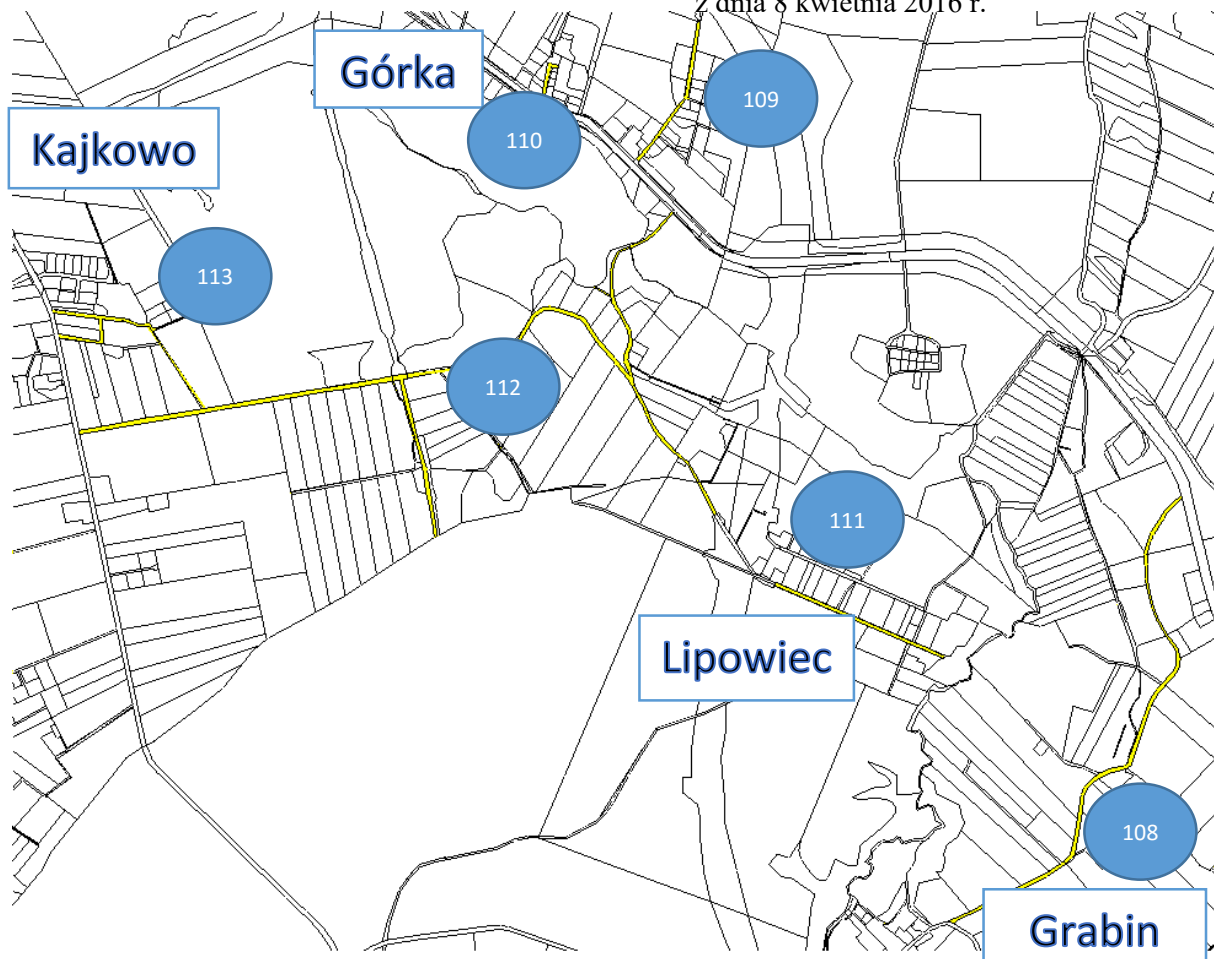 z dnia 8 kwietnia 2016 r.
Górka
109
Kajkowo
110
113
112
111
Lipowiec
108
Grabin